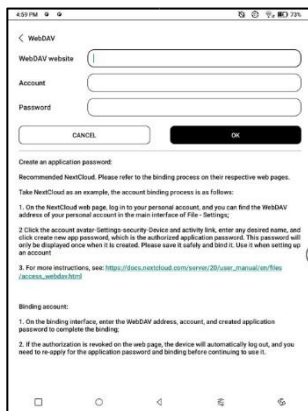 4:59 PM
73%
WebDAV
WebDAV website
Account
Password
CANCEL
OK
Create an application password:
Recommended NextCloud. Please refer to the binding process on their respective web pages.
Take NextCloud as an example, the account binding process is as follows:
1. On the NextCloud web page, log in to your personal account, and you can find the WebDAV
address of your personal account in the main interface of File - Settings;
2 Click the account avatar-Settings-security-Device and activity link, enter any desired name, and
click create new app password, which is the authorized application password. This password will
only be displayed once when it is created. Please save it safely and bind it. Use it when setting up
an account
3. For more instructions, see: https://docs.nextcloud.com/server/20/user_manual/en/files
/access_webdav.html
Binding account:
1. On the binding interface, enter the WebDAV address, account, and created application
password to complete the binding;
2. If the authorization is revoked on the web page, the device will automatically log out, and you
need to re-apply for the application password and binding before continuing to use it.